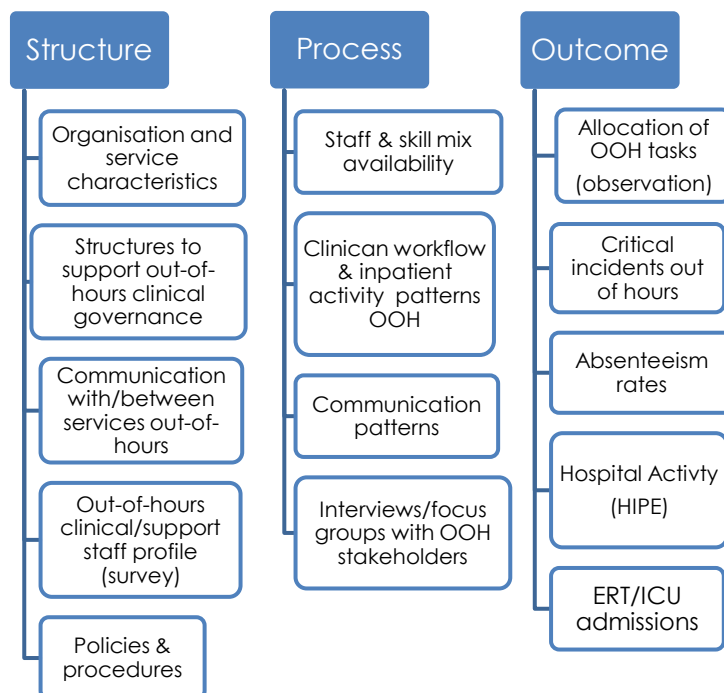 Structure
Organisation and
service
characteristics
Structures to
support out-of-
hours clinical
governance
Communication
with/between
services out-of-
hours
Out-of-hours
clinical/support
staff profile
(survey)
Policies &
procedures
Process
Staff & skill mix
availability
Clinican workflow
& inpatient
activity patterns
OOH
Communication
patterns
Interviews/focus
groups with OOH
stakeholders
Outcome
Allocation of
OOH tasks
(observation)
Critical
incidents out
of hours
Absenteeism
rates
Hospital Activty
(HIPE)
ERT/ICU
admissions